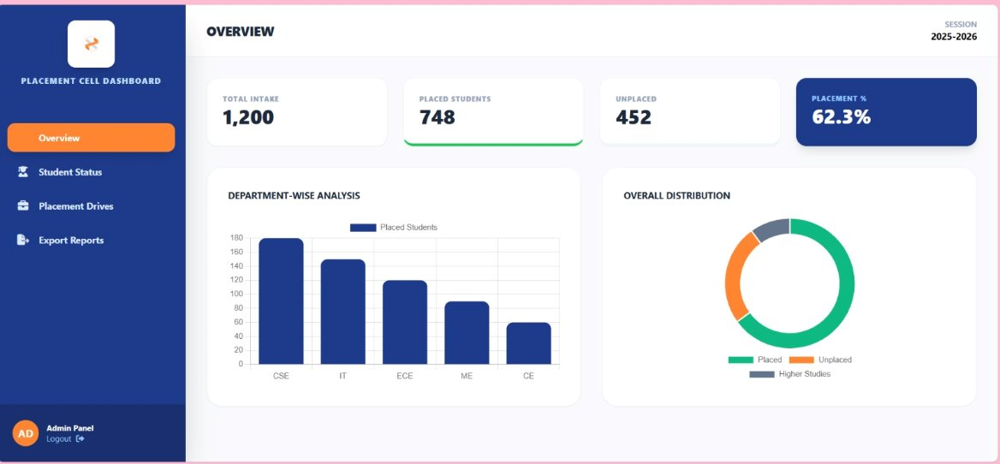 PLACEMENT CELL DASHBOARD
Overview
Student Status
Placement Drives
Export Reports
AD
Admin Panel
Logout
OVERVIEW
SESSION
2025-2026
TOTAL INTAKE
1,200
PLACED STUDENTS
748
UNPLACED
452
PLACEMENT %
62.3%
DEPARTMENT-WISE ANALYSIS
Placed Students
180
160
140
120
100
80
60
40
20
0
CSE IT ECE ME CE
OVERALL DISTRIBUTION
Placed Unplaced
Higher Studies